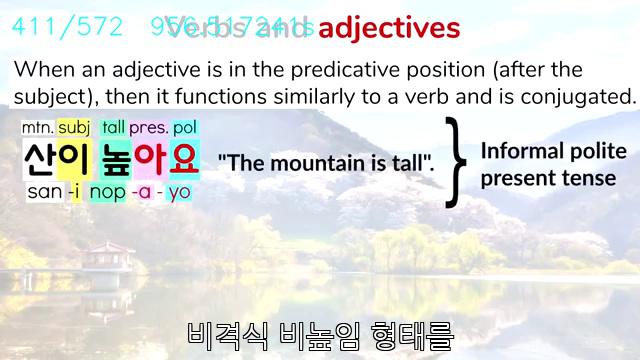 411/572 956.517241s
Verbs and adjectives
When an adjective is in the predicative position (after the
subject), then it functions similarly to a verb and is conjugated.
mtn. subj tall pres. pol
산이 높아요 "The mountain is tall". } Informal polite
present tense
san -i nop -a - yo
비격식 비높임 형태를